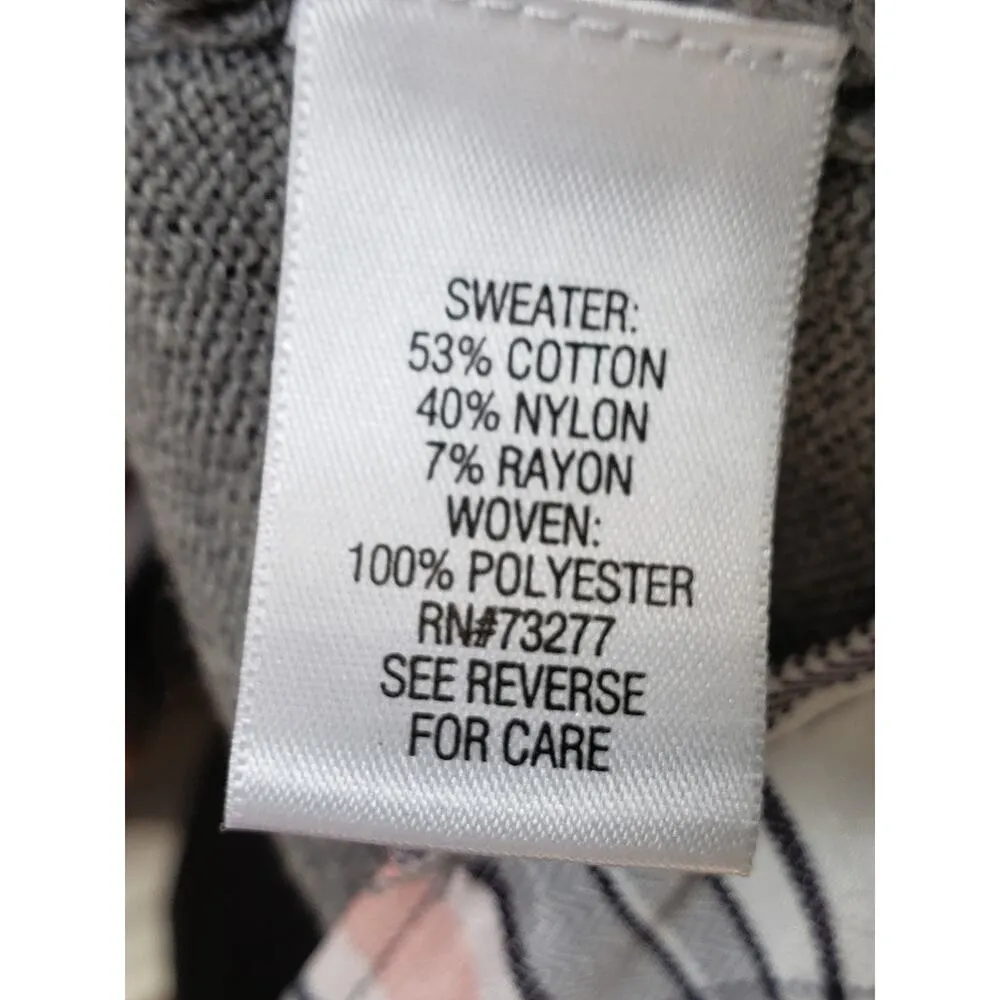 SWEATER:
53% COTTON
40% NYLON
7% RAYON
WOVEN:
100% POLYESTER
RN#73277
SEE REVERSE
FOR CARE